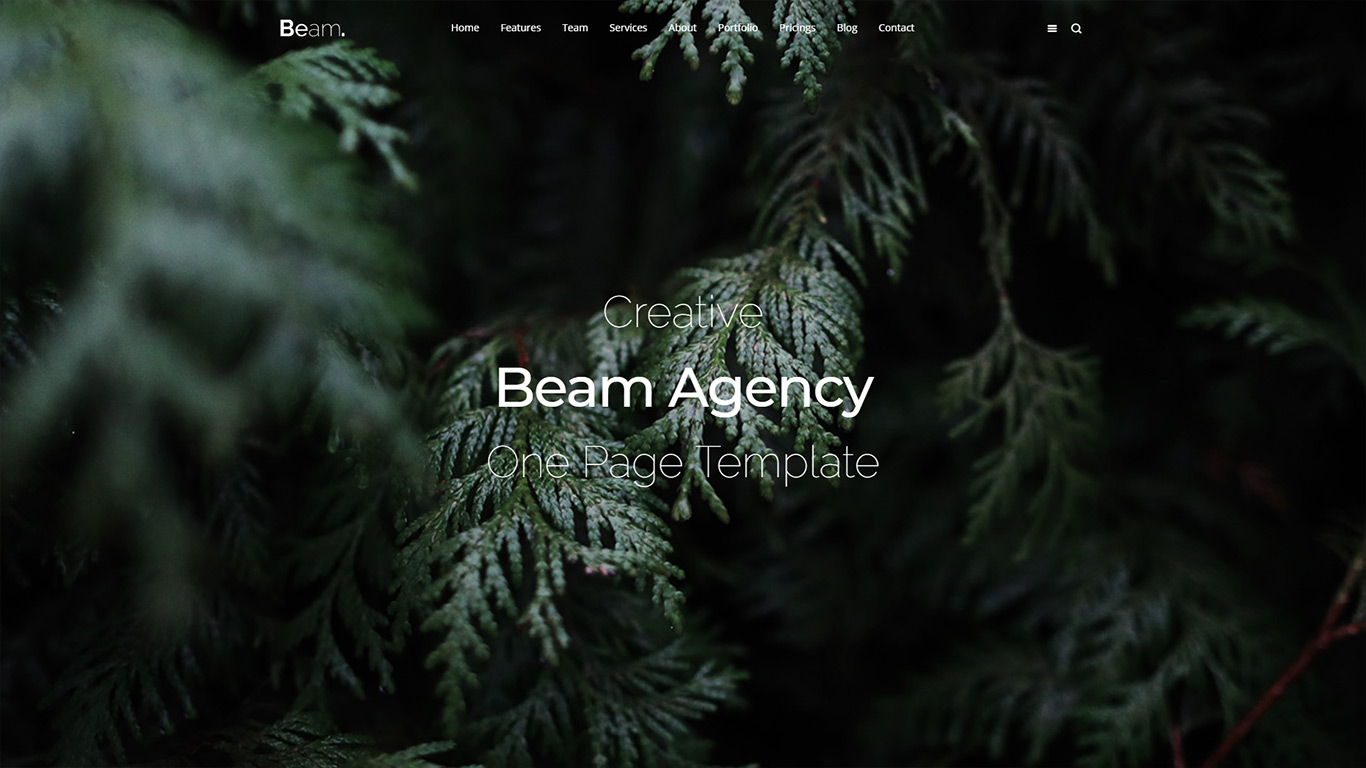 Beam.
Home Features Team Services About Portfolio Pricings Blog Contact
Creative
Beam Agency
One Page Template